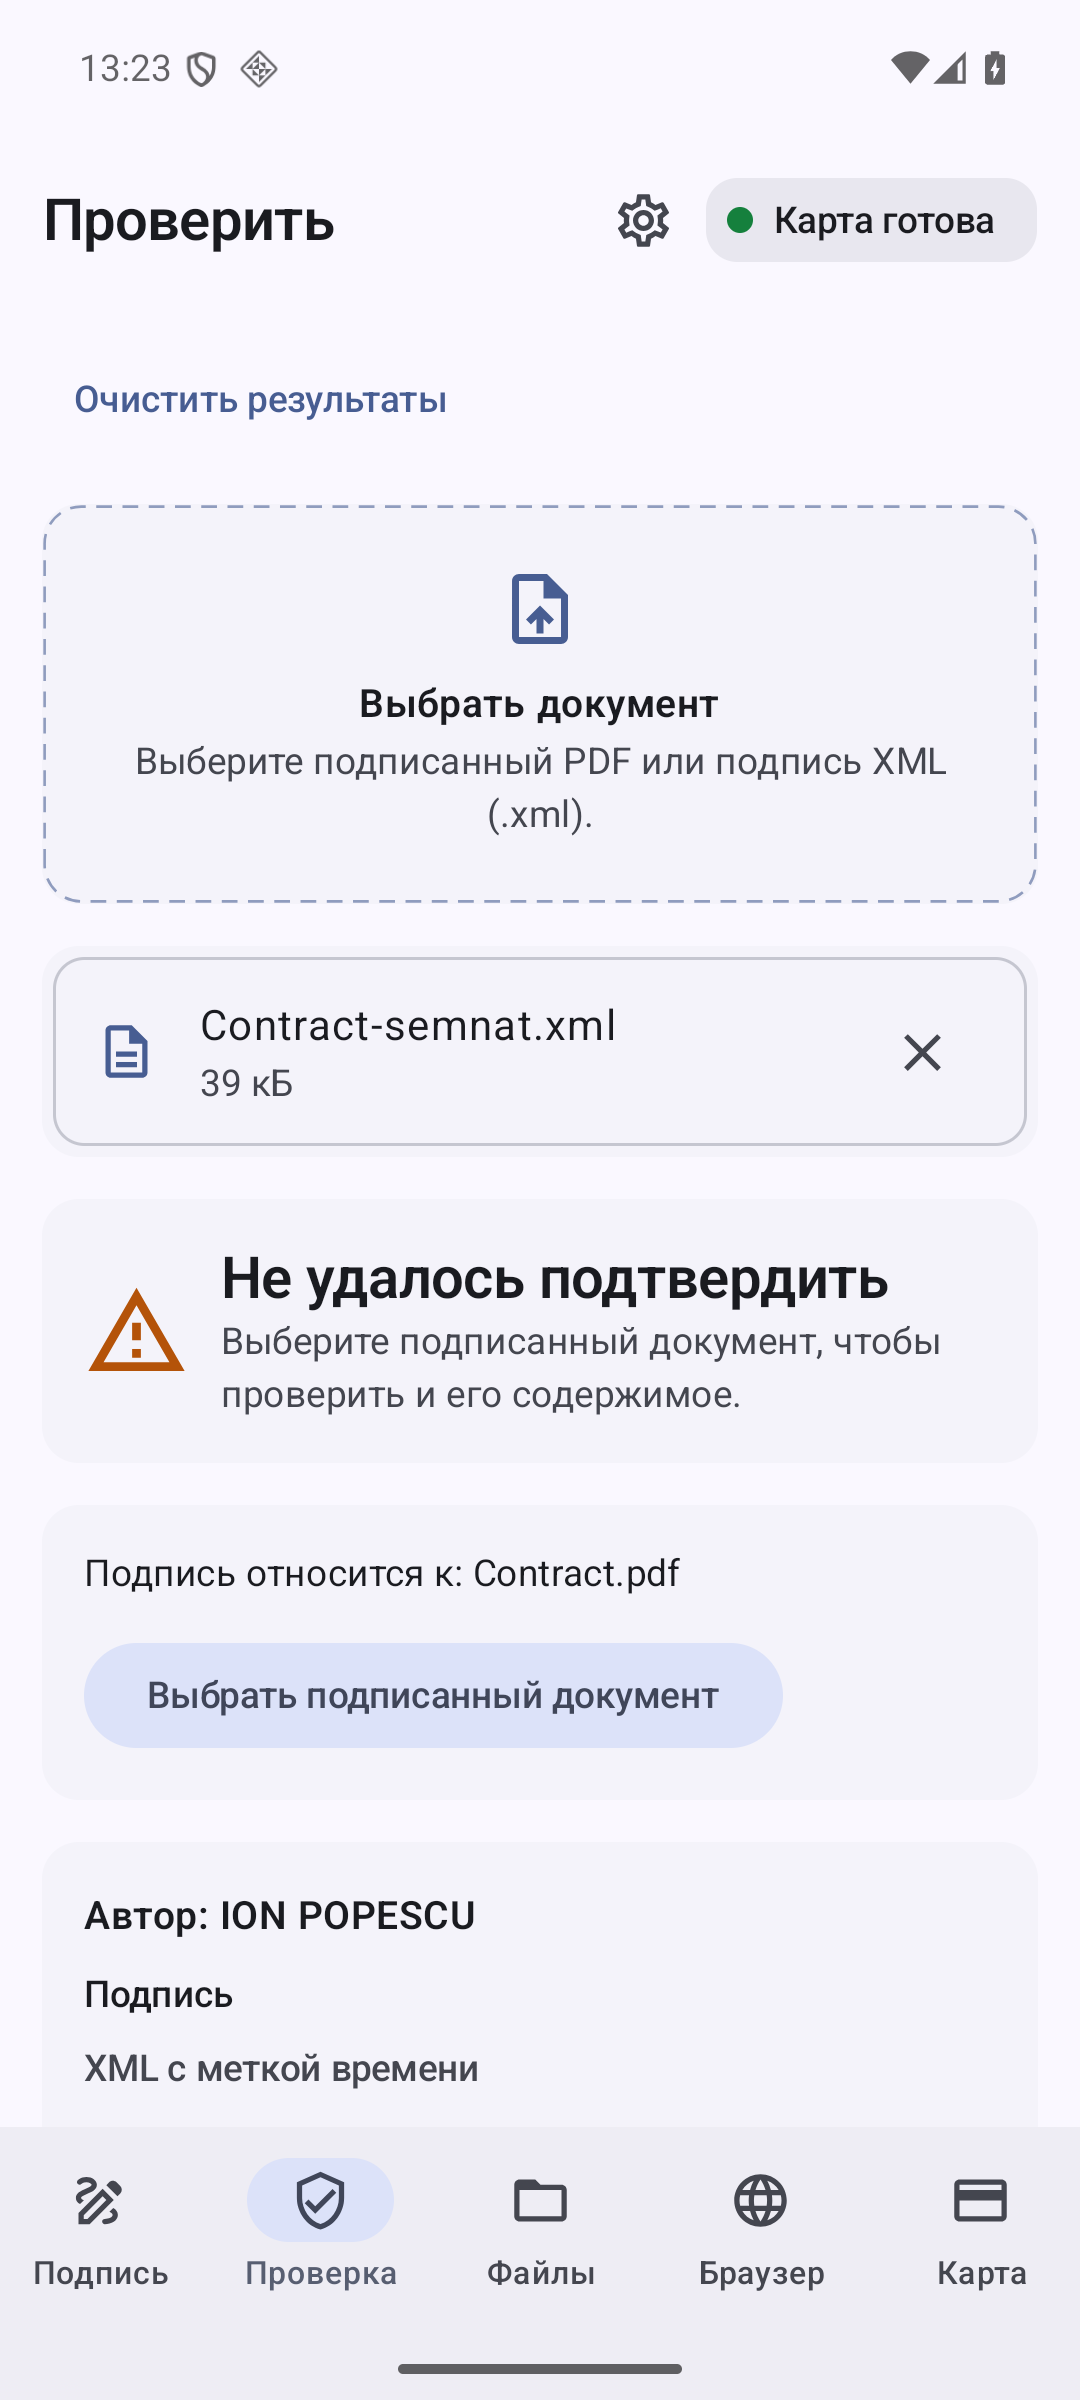 13:23
Проверить
Карта готова
Очистить результаты
Выбрать документ
Выберите подписанный PDF или подпись XML
(.xml).
Contract-semnat.xml
39 кБ
Не удалось подтвердить
Выберите подписанный документ, чтобы
проверить и его содержимое.
Подпись относится к: Contract.pdf
Выбрать подписанный документ
Автор: ION POPESCU
Подпись
XML с меткой времени
Подпись
Проверка
Файлы
Браузер
Карта